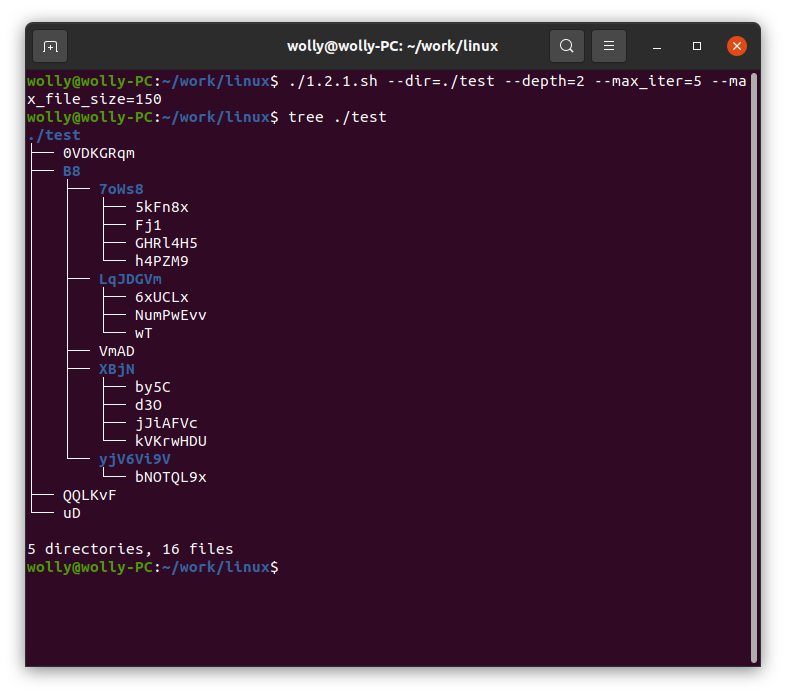 wolly@wolly-PC: ~/work/linux
wolly@wolly-PC:~/work/linux$ ./1.2.1.sh --dir=./test --depth=2 --max_iter=5 --ma
x_file_size=150
wolly@wolly-PC:~/work/linux$ tree ./test
./test
├── 0VDKGRqm
├── B8
│   ├── 7oWs8
│   │   ├── 5kFn8x
│   │   ├── Fj1
│   │   ├── GHRl4H5
│   │   └── h4PZM9
│   ├── LqJDGVm
│   │   ├── 6xUCLx
│   │   ├── NumPwEvv
│   │   └── wT
│   ├── VmAD
│   ├── XBjN
│   │   ├── by5C
│   │   ├── d3O
│   │   ├── jJiAFVc
│   │   └── kVKrwHDU
│   └── yjV6Vi9V
│       └── bNOTQL9x
├── QQLKvF
└── uD
5 directories, 16 files
wolly@wolly-PC:~/work/linux$